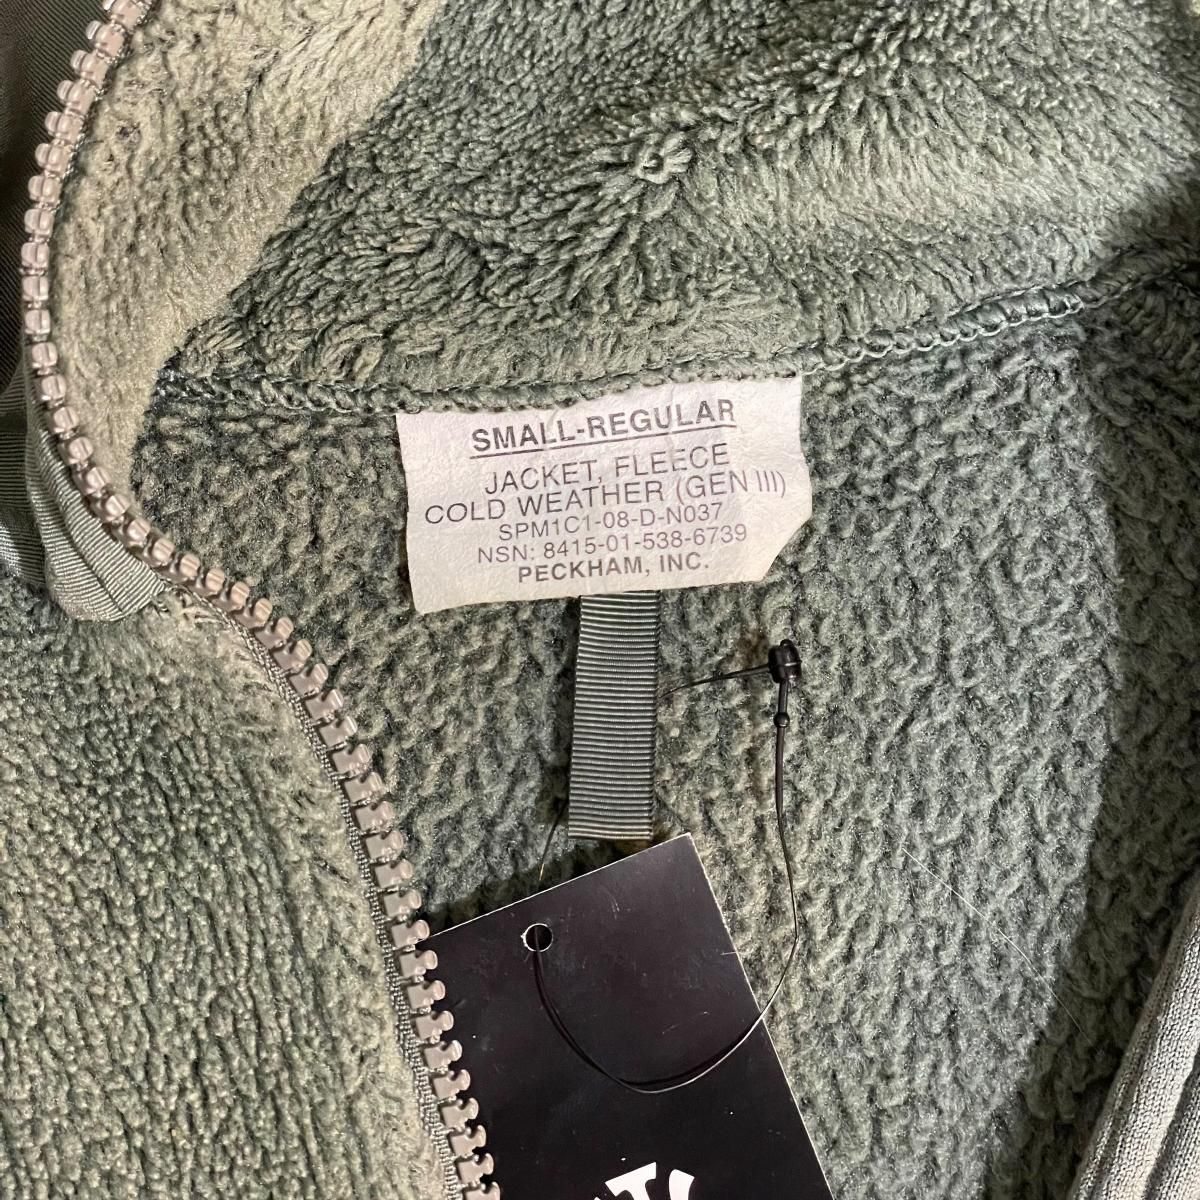 SMALL-REGULAR
JACKET, FLEECE
COLD WEATHER (GEN III)
SPM1C1-08-D-N037
NSN: 8415-01-538-6739
PECKHAM, INC.